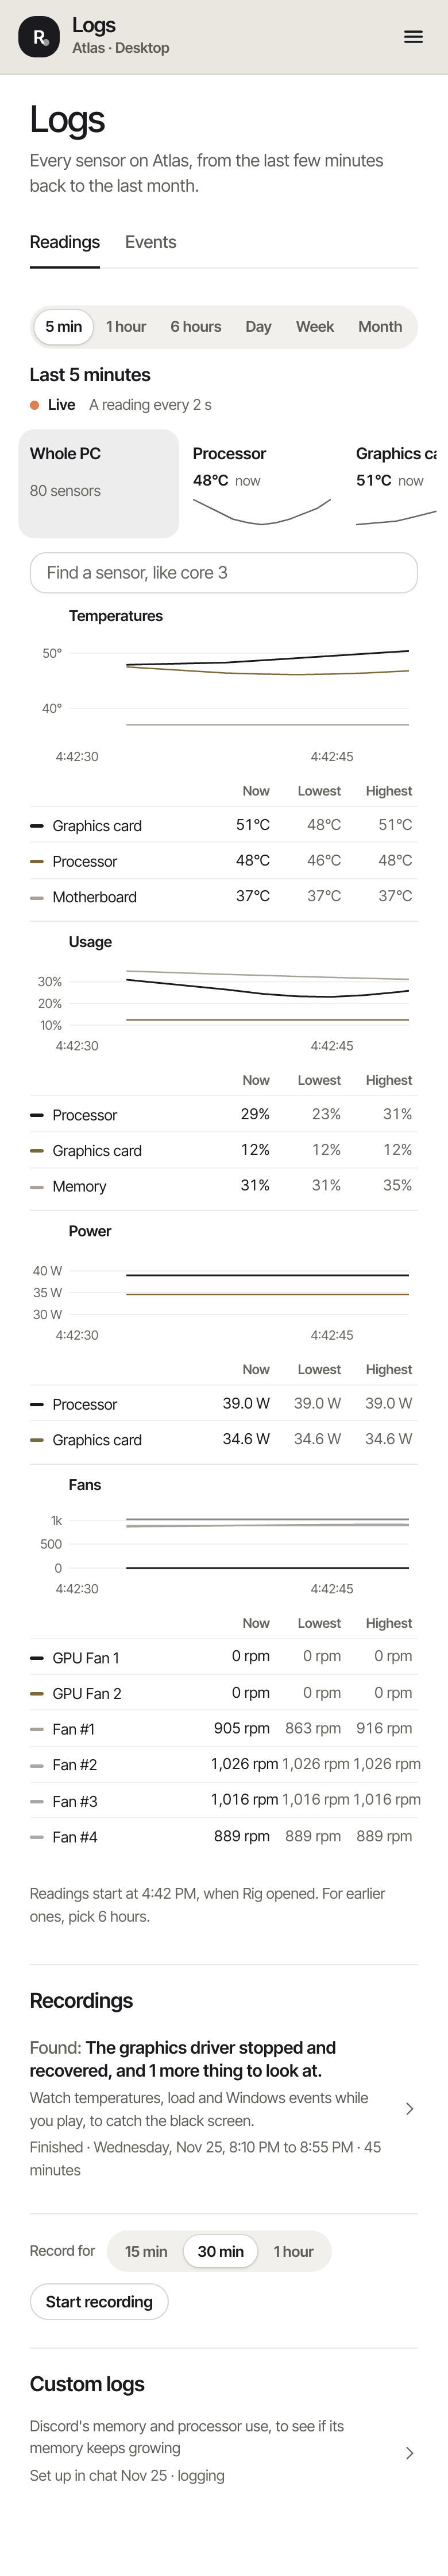 R
Logs
Atlas · Desktop
Logs
Every sensor on Atlas, from the last few minutes
back to the last month.
Readings Events
5 min 1 hour 6 hours Day Week Month
Last 5 minutes
Live A reading every 2 s
Whole PC Processor Graphics ca
48°C now 51°C now
80 sensors
Find a sensor, like core 3
Temperatures
50°
40°
4:42:30 4:42:45
Now Lowest Highest
Graphics card 51°C 48°C 51°C
Processor 48°C 46°C 48°C
Motherboard 37°C 37°C 37°C
Usage
30%
20%
10%
4:42:30 4:42:45
Now Lowest Highest
Processor 29% 23% 31%
Graphics card 12% 12% 12%
Memory 31% 31% 35%
Power
40 W
35 W
30 W
4:42:30 4:42:45
Now Lowest Highest
Processor 39.0 W 39.0 W 39.0 W
Graphics card 34.6 W 34.6 W 34.6 W
Fans
1k
500
0
4:42:30 4:42:45
Now Lowest Highest
GPU Fan 1 0 rpm 0 rpm 0 rpm
GPU Fan 2 0 rpm 0 rpm 0 rpm
Fan #1 905 rpm 863 rpm 916 rpm
Fan #2 1,026 rpm 1,026 rpm 1,026 rpm
Fan #3 1,016 rpm 1,016 rpm 1,016 rpm
Fan #4 889 rpm 889 rpm 889 rpm
Readings start at 4:42 PM, when Rig opened. For earlier
ones, pick 6 hours.
Recordings
Found: The graphics driver stopped and
recovered, and 1 more thing to look at.
Watch temperatures, load and Windows events while
you play, to catch the black screen.
Finished · Wednesday, Nov 25, 8:10 PM to 8:55 PM · 45
minutes
Record for 15 min 30 min 1 hour
Start recording
Custom logs
Discord's memory and processor use, to see if its
memory keeps growing
Set up in chat Nov 25 · logging